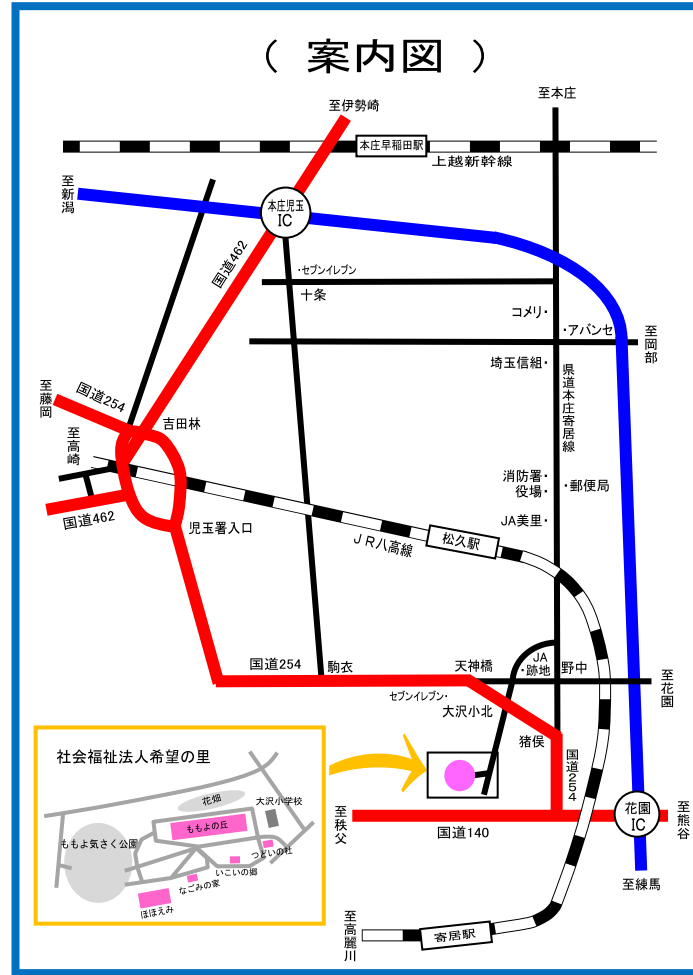 （ 案内図 ）
至本庄
至伊勢崎
本庄早稲田駅
上越新幹線
至新潟
本庄児玉
IC
国道462
・セブンイレブン
十条
コメリ・
・アバンセ
至岡部
埼玉信組・
県道本庄寄居線
至藤岡
国道254
吉田林
至高崎
消防署・
役場・
・郵便局
国道462
児玉署入口
JA美里・
ＪＲ八高線
松久駅
国道254
駒衣
天神橋
JA
・跡地
野中
至花園
セブンイレブン・
大沢小北
猪俣
国道254
社会福祉法人希望の里
花畑
大沢小学校
ももよの丘
ももよ気さく公園
つどいの杜
いこいの郷
なごみの家
ほほえみ
至秩父
国道140
花園
IC
至熊谷
至練馬
至高麗川
寄居駅